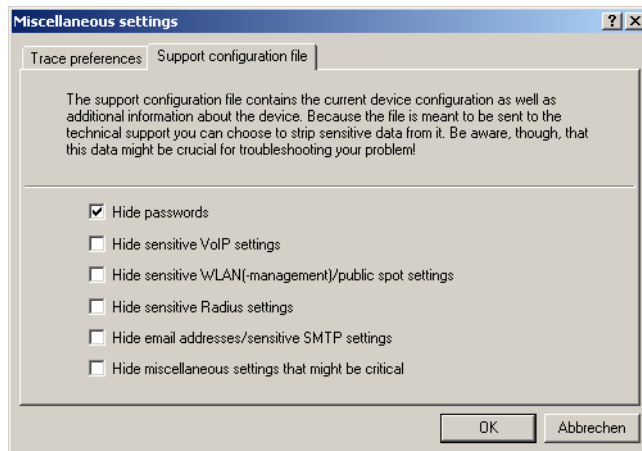 Miscellaneous settings
Trace preferences
Support configuration file
The support configuration file contains the current device configuration as well as
additional information about the device. Because the file is meant to be sent to the
technical support you can choose to strip sensitive data from it. Be aware, though, that
this data might be crucial for troubleshooting your problem!
Hide passwords
Hide sensitive VoIP settings
Hide sensitive WLAN(-management)/public spot settings
Hide sensitive Radius settings
Hide email addresses/sensitive SMTP settings
Hide miscellaneous settings that might be critical
OK
Abbrechen